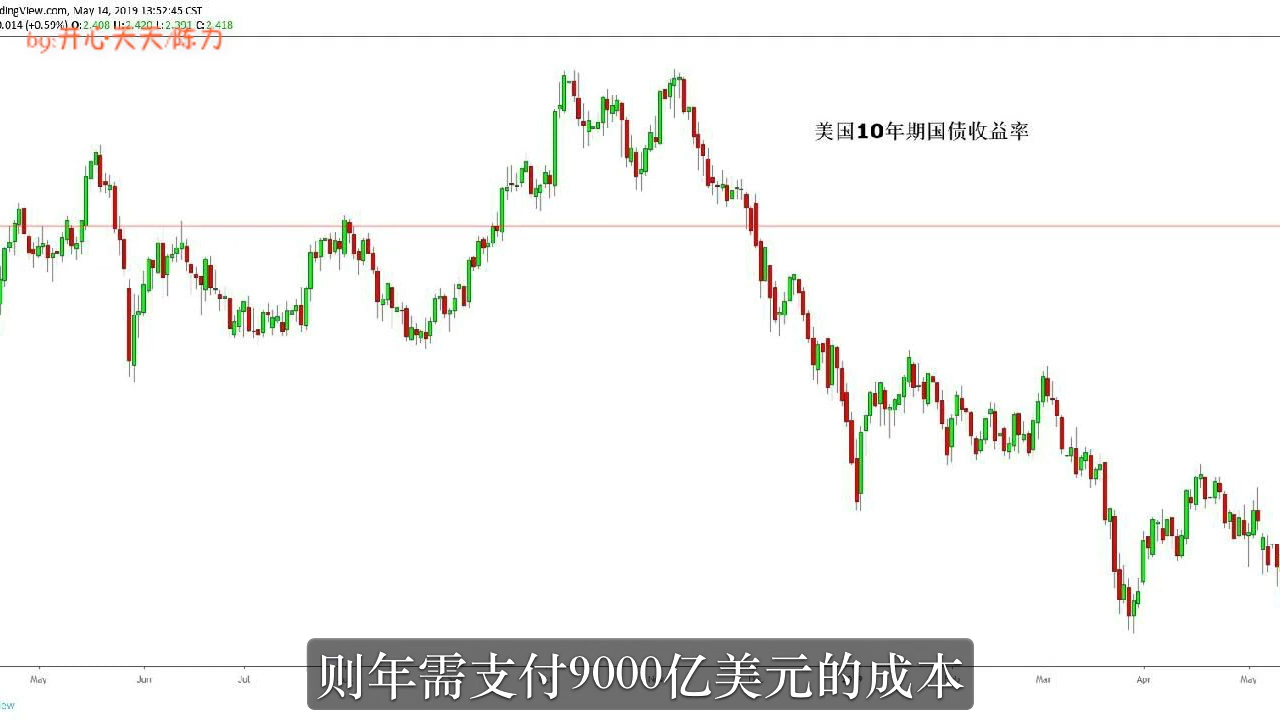 dingView.com, May 14, 2019 13:52:45 CST
0.014 (+0.59%) O:2.408 H:2.420 L:2.391 C:2.418
by:开心天天/陈力
美国10年期国债收益率
则年需支付9000亿美元的成本
May Jun Jul Mar Apr May
iew